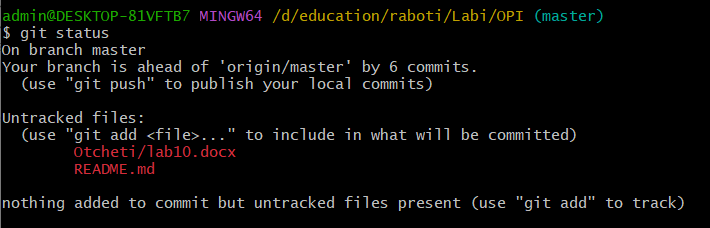 admin@DESKTOP-81VFTB7 MINGW64 /d/education/raboti/Labi/OPI (master)
$ git status
On branch master
Your branch is ahead of 'origin/master' by 6 commits.
  (use "git push" to publish your local commits)

Untracked files:
  (use "git add <file>..." to include in what will be committed)
        Otcheti/lab10.docx
        README.md

nothing added to commit but untracked files present (use "git add" to track)